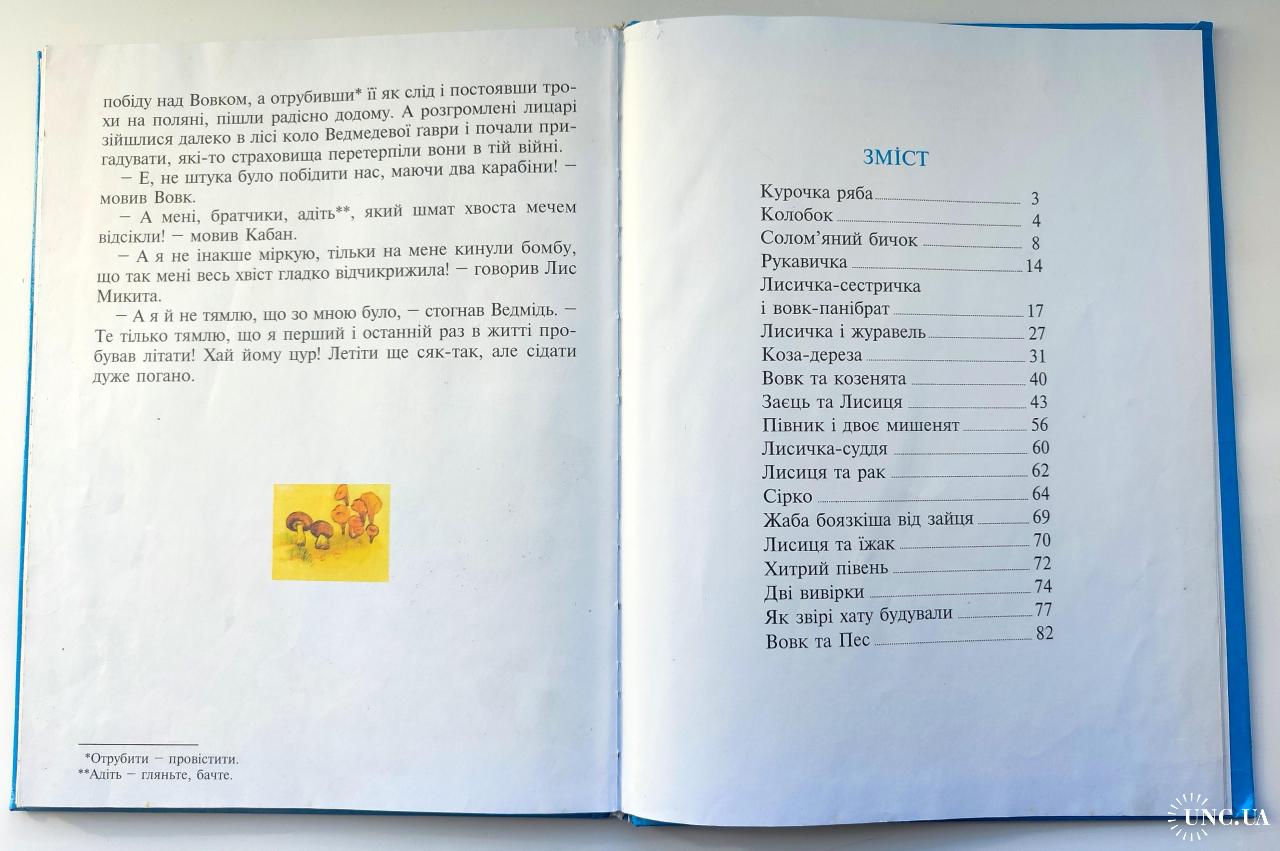 побіду над Вовком, а отрубивши* її як слід і постоявши тро-
хи на поляні, пішли радісно додому. А розгромлені лицарі
зійшлися далеко в лісі коло Ведмедевої ґаври і почали при-
гадувати, які-то страховища перетерпіли вони в тій війні.
— Е, не штука було побідити нас, маючи два карабіни! —
мовив Вовк.
— А мені, братчики, адіть**, який шмат хвоста мечем
відсікли! — мовив Кабан.
— А я не інакше міркую, тільки на мене кинули бомбу,
що так мені весь хвіст гладко відчикрижила! — говорив Лис
Микита.
— А я й не тямлю, що зо мною було, — стогнав Ведмідь. —
Те тілько тямлю, що я перший і останній раз в житті про-
бував літати! Хай йому цур! Летіти ще сяк-так, але сідати
дуже погано.
*Отрубити — провістити.
**Адіть — гляньте, бачте.
ЗМІСТ
Курочка ряба 3
Колобок 4
Солом’яний бичок 8
Рукавичка 14
Лисичка-сестричка
і вовк-панібрат 17
Лисичка і журавель 27
Коза-дереза 31
Вовк та козенята 40
Заєць та Лисиця 43
Півник і двоє мишенят 56
Лисичка-суддя 60
Лисиця та рак 62
Сірко 64
Жаба боязкіша від зайця 69
Лисиця та їжак 70
Хитрий півень 72
Дві вивірки 74
Як звірі хату будували 77
Вовк та Пес 82
UNC.UA